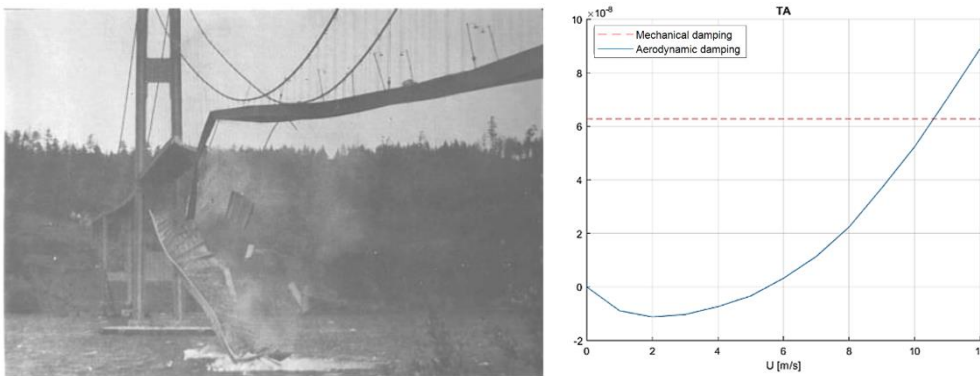 TA
×10⁻⁸
Mechanical damping
Aerodynamic damping
10
8
6
4
2
0
-2
0 2 4 6 8 10 12
U [m/s]